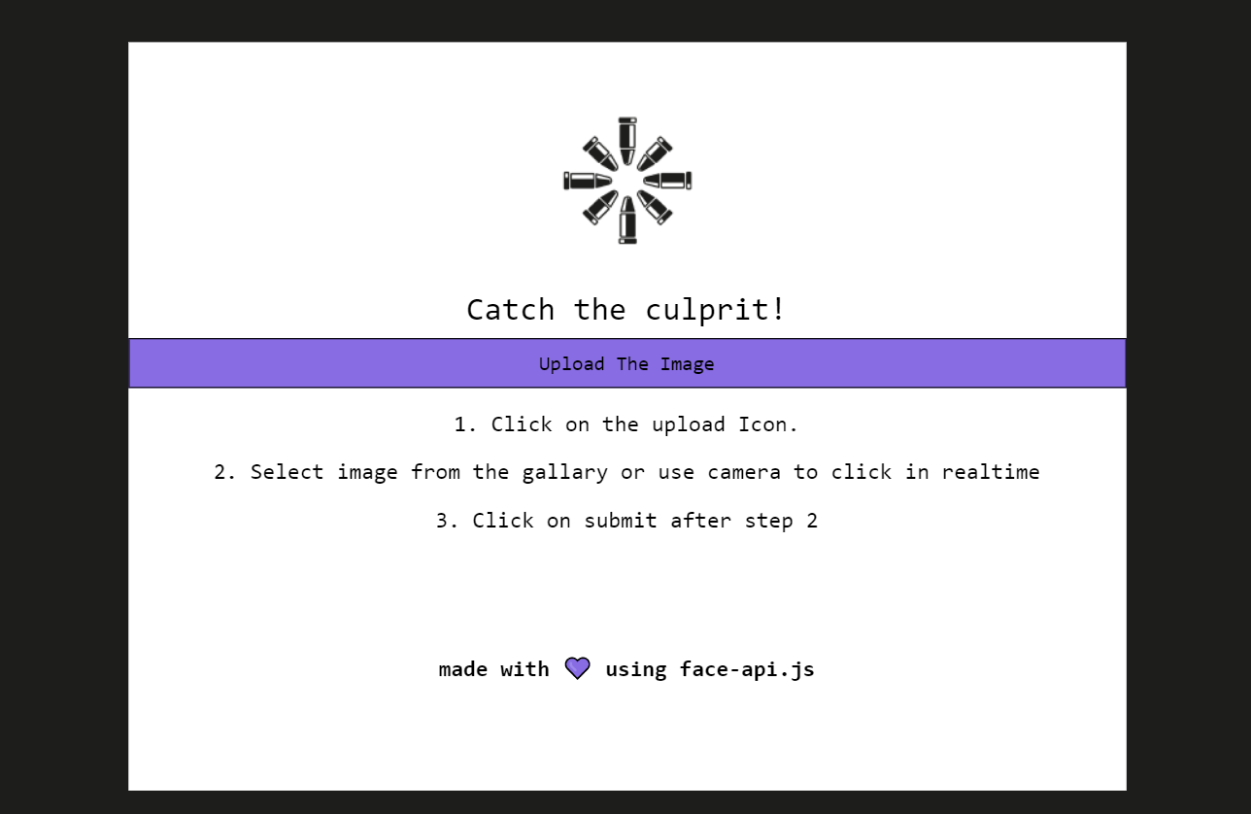 Catch the culprit!
Upload The Image
1. Click on the upload Icon.
2. Select image from the gallary or use camera to click in realtime
3. Click on submit after step 2
made with 💜 using face-api.js